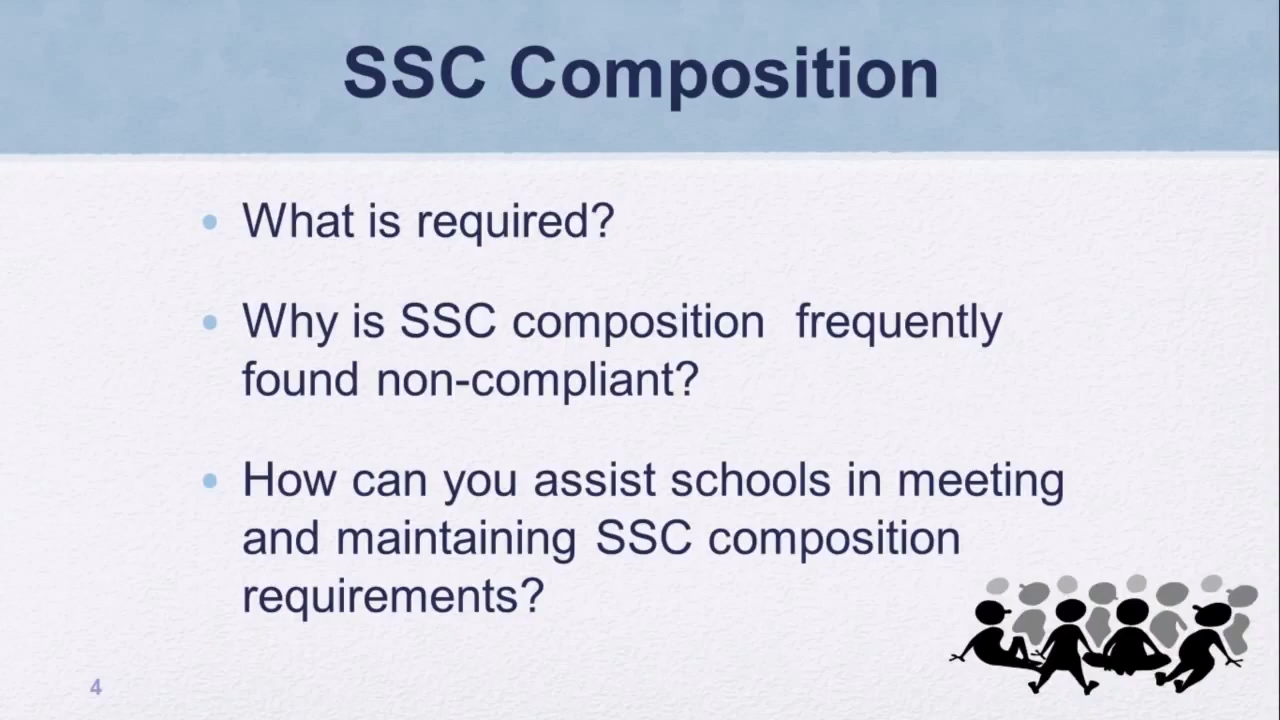 SSC Composition
• What is required?
• Why is SSC composition frequently
found non-compliant?
• How can you assist schools in meeting
and maintaining SSC composition
requirements?
4